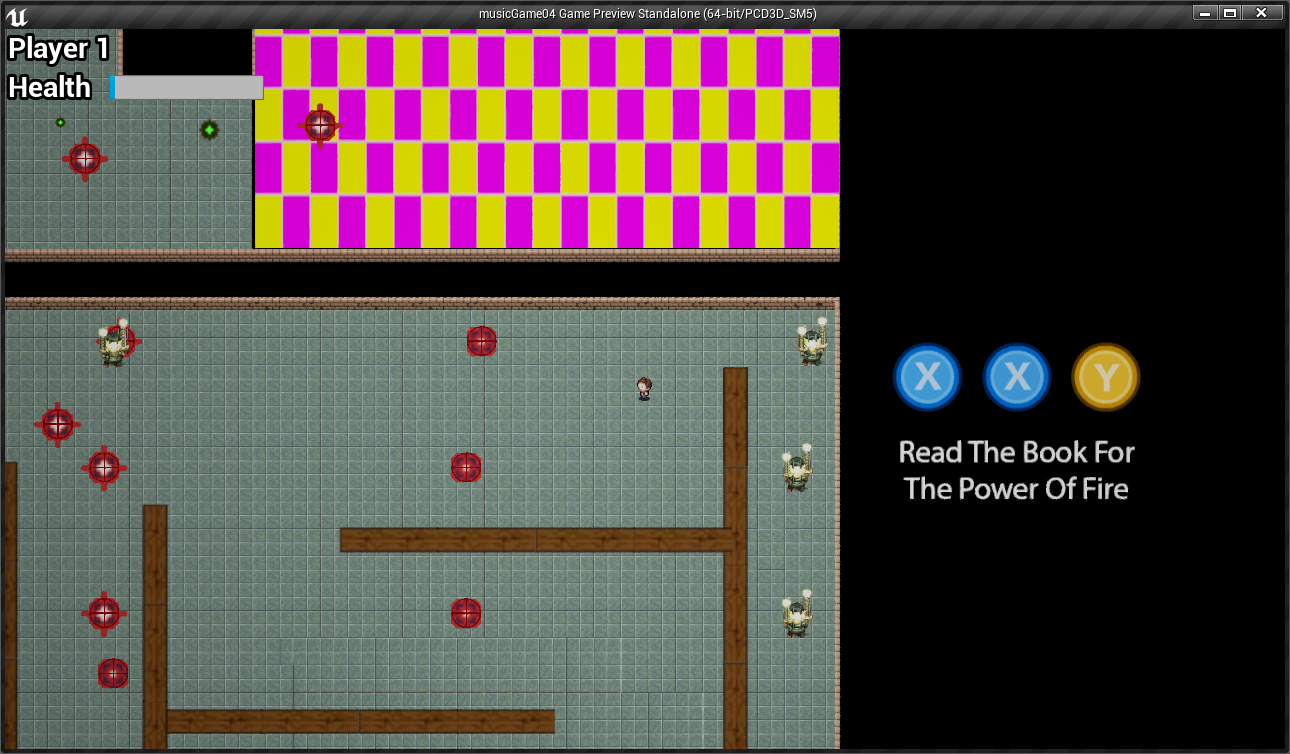 musicGame04 Game Preview Standalone (64-bit/PCD3D_SM5)
Player 1
Health
X X Y
Read The Book For
The Power Of Fire